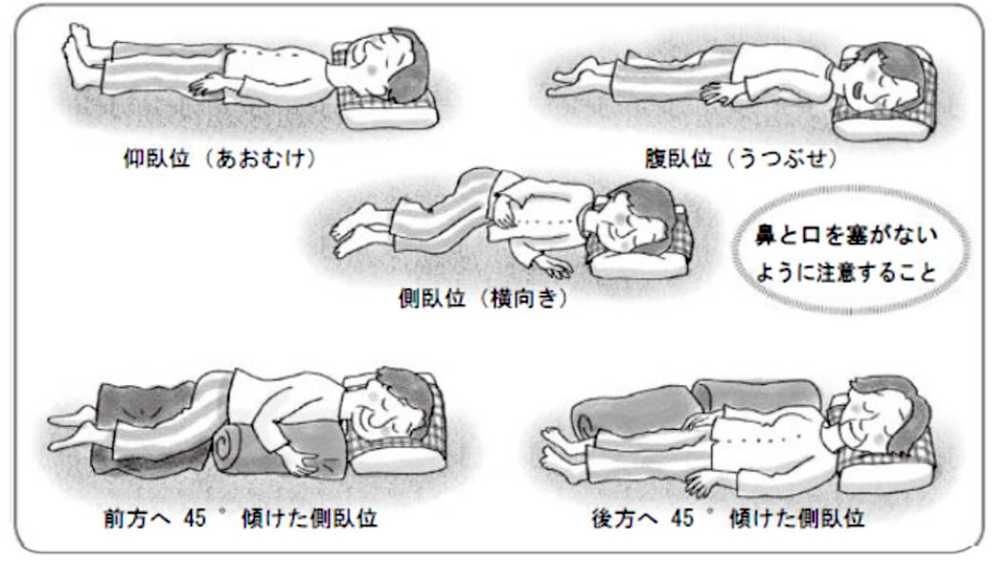 仰臥位（あおむけ）
腹臥位（うつぶせ）
鼻と口を塞がない
ように注意すること
側臥位（横向き）
前方へ 45 ° 傾けた側臥位
後方へ 45 ° 傾けた側臥位